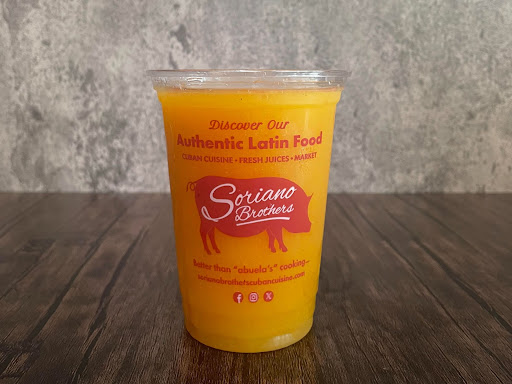 Discover Our
Authentic Latin Food
CUBAN CUISINE • FRESH JUICES • MARKET
Soriano
Brothers
Better than "abuela's" cooking—
sorianobrotherscubancuisine.com